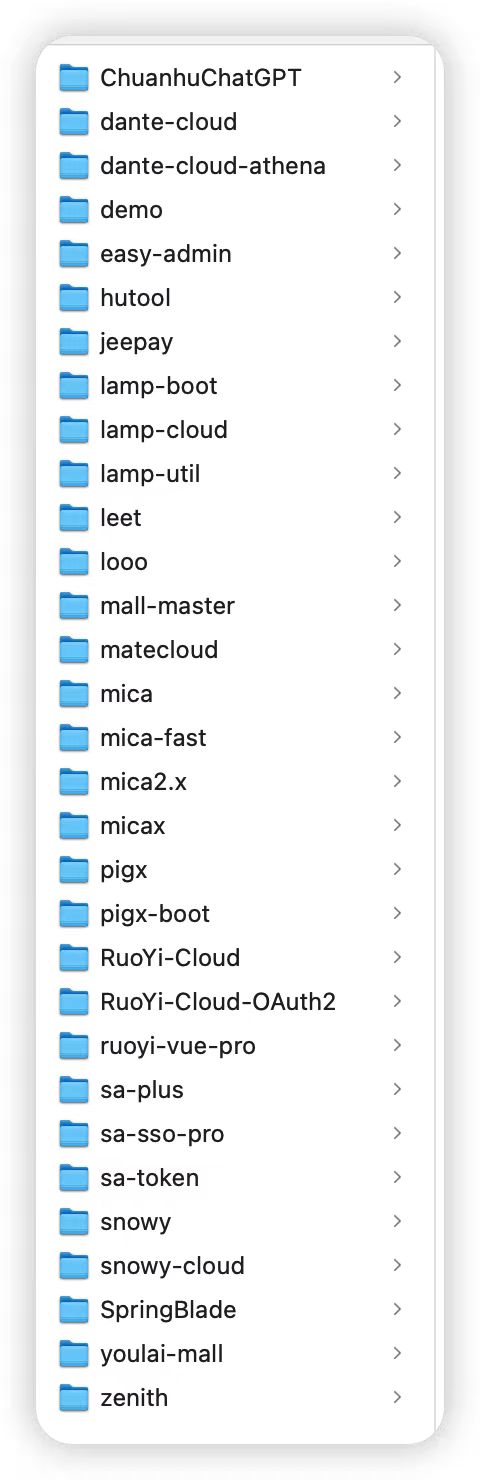 ChuanhuChatGPT
dante-cloud
dante-cloud-athena
demo
easy-admin
hutool
jeepay
lamp-boot
lamp-cloud
lamp-util
leet
looo
mall-master
matecloud
mica
mica-fast
mica2.x
micax
pigx
pigx-boot
RuoYi-Cloud
RuoYi-Cloud-OAuth2
ruoyi-vue-pro
sa-plus
sa-sso-pro
sa-token
snowy
snowy-cloud
SpringBlade
youlai-mall
zenith